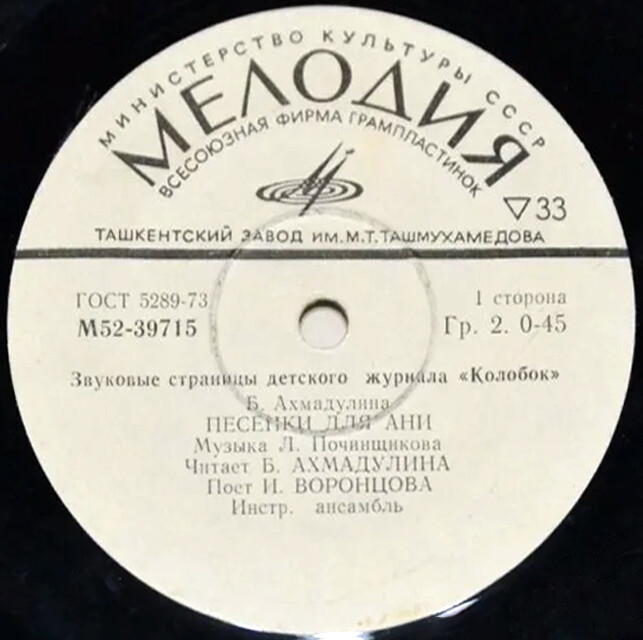 МИНИСТЕРСТВО КУЛЬТУРЫ СССР
МЕЛОДИЯ
ВСЕСОЮЗНАЯ ФИРМА ГРАМПЛАСТИНОК
▽33
ТАШКЕНТСКИЙ ЗАВОД ИМ. М.Т. ТАШМУХАМЕДОВА
ГОСТ 5289-73
1 сторона
М52-39715
Гр. 2. 0-45
Звуковые страницы детского журнала «Колобок»
Б. Ахмадулина
ПЕСЕНКИ ДЛЯ АНИ
Музыка Л. Починщикова
Читает Б. АХМАДУЛИНА
Поет И. ВОРОНЦОВА
Инстр. ансамбль